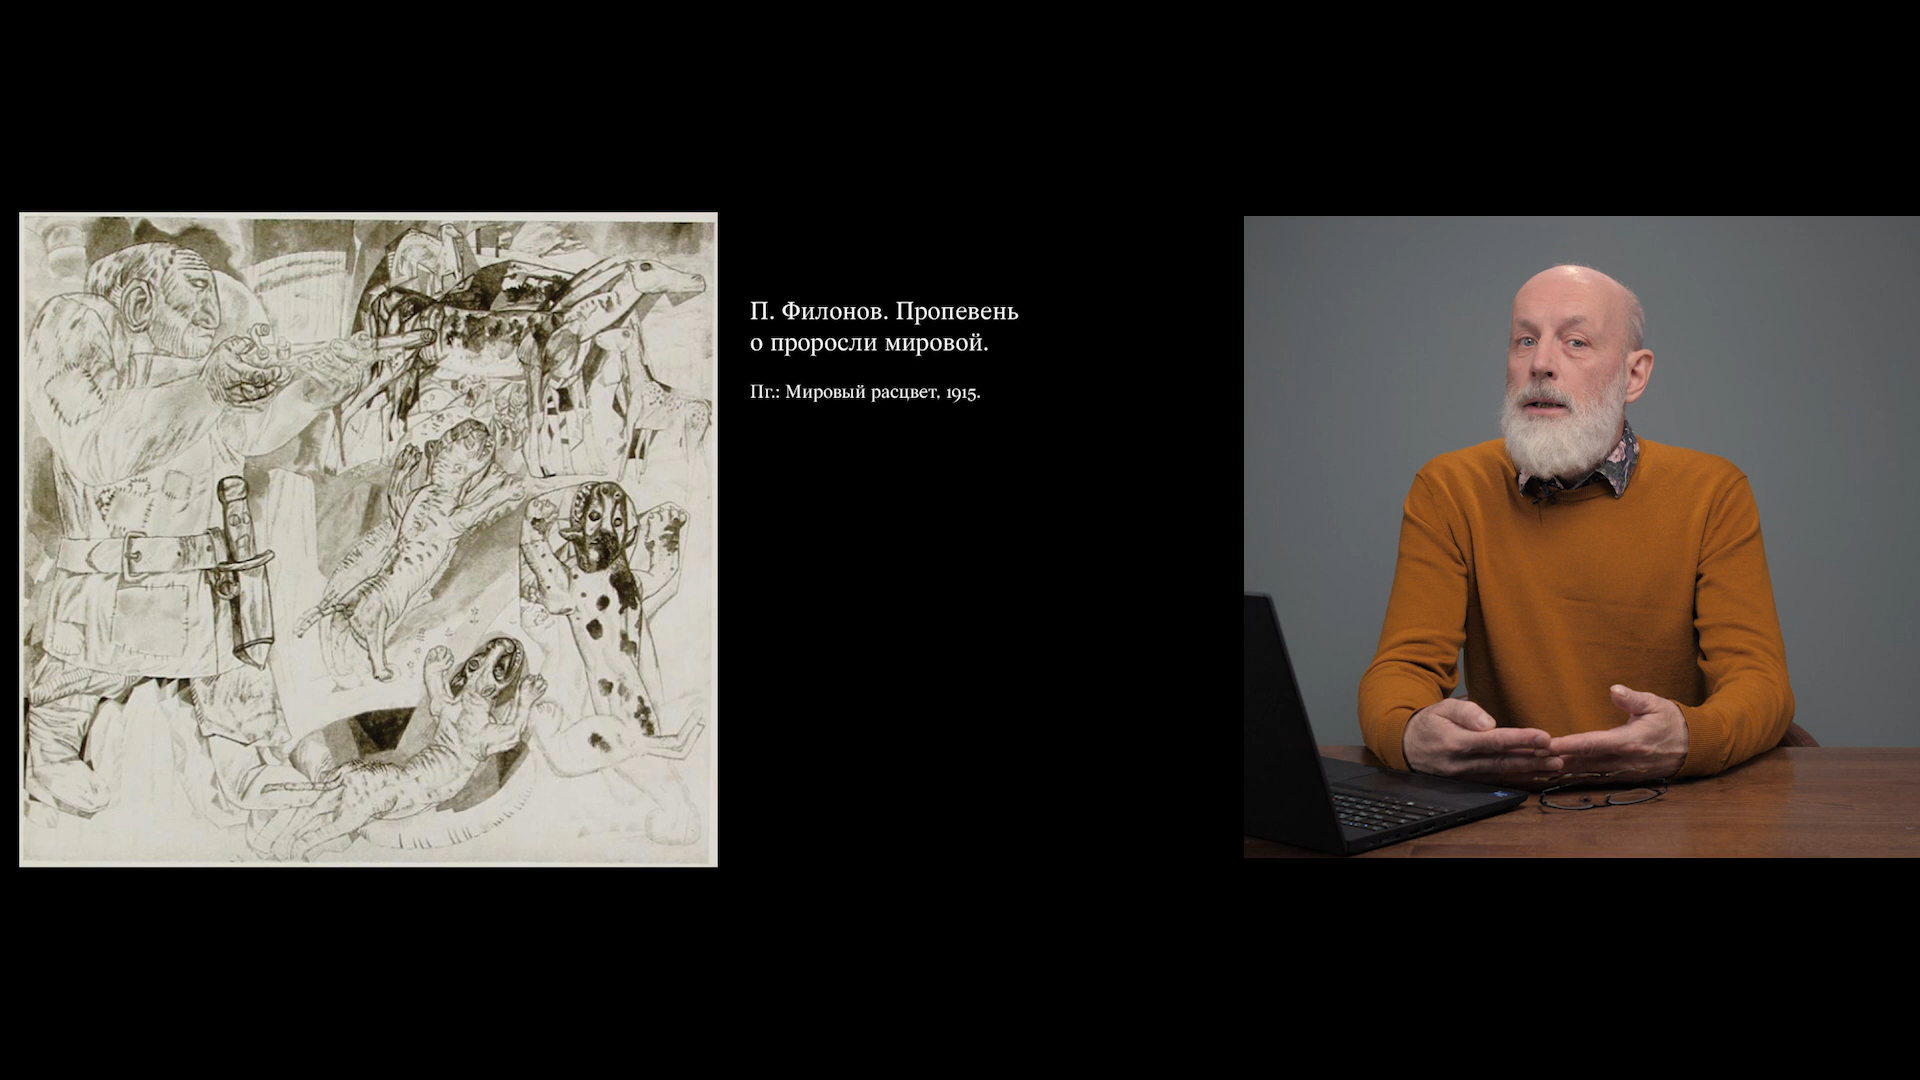 П. Филонов. Пропевень
о проросли мировой.
Пг.: Мировый расцвет, 1915.